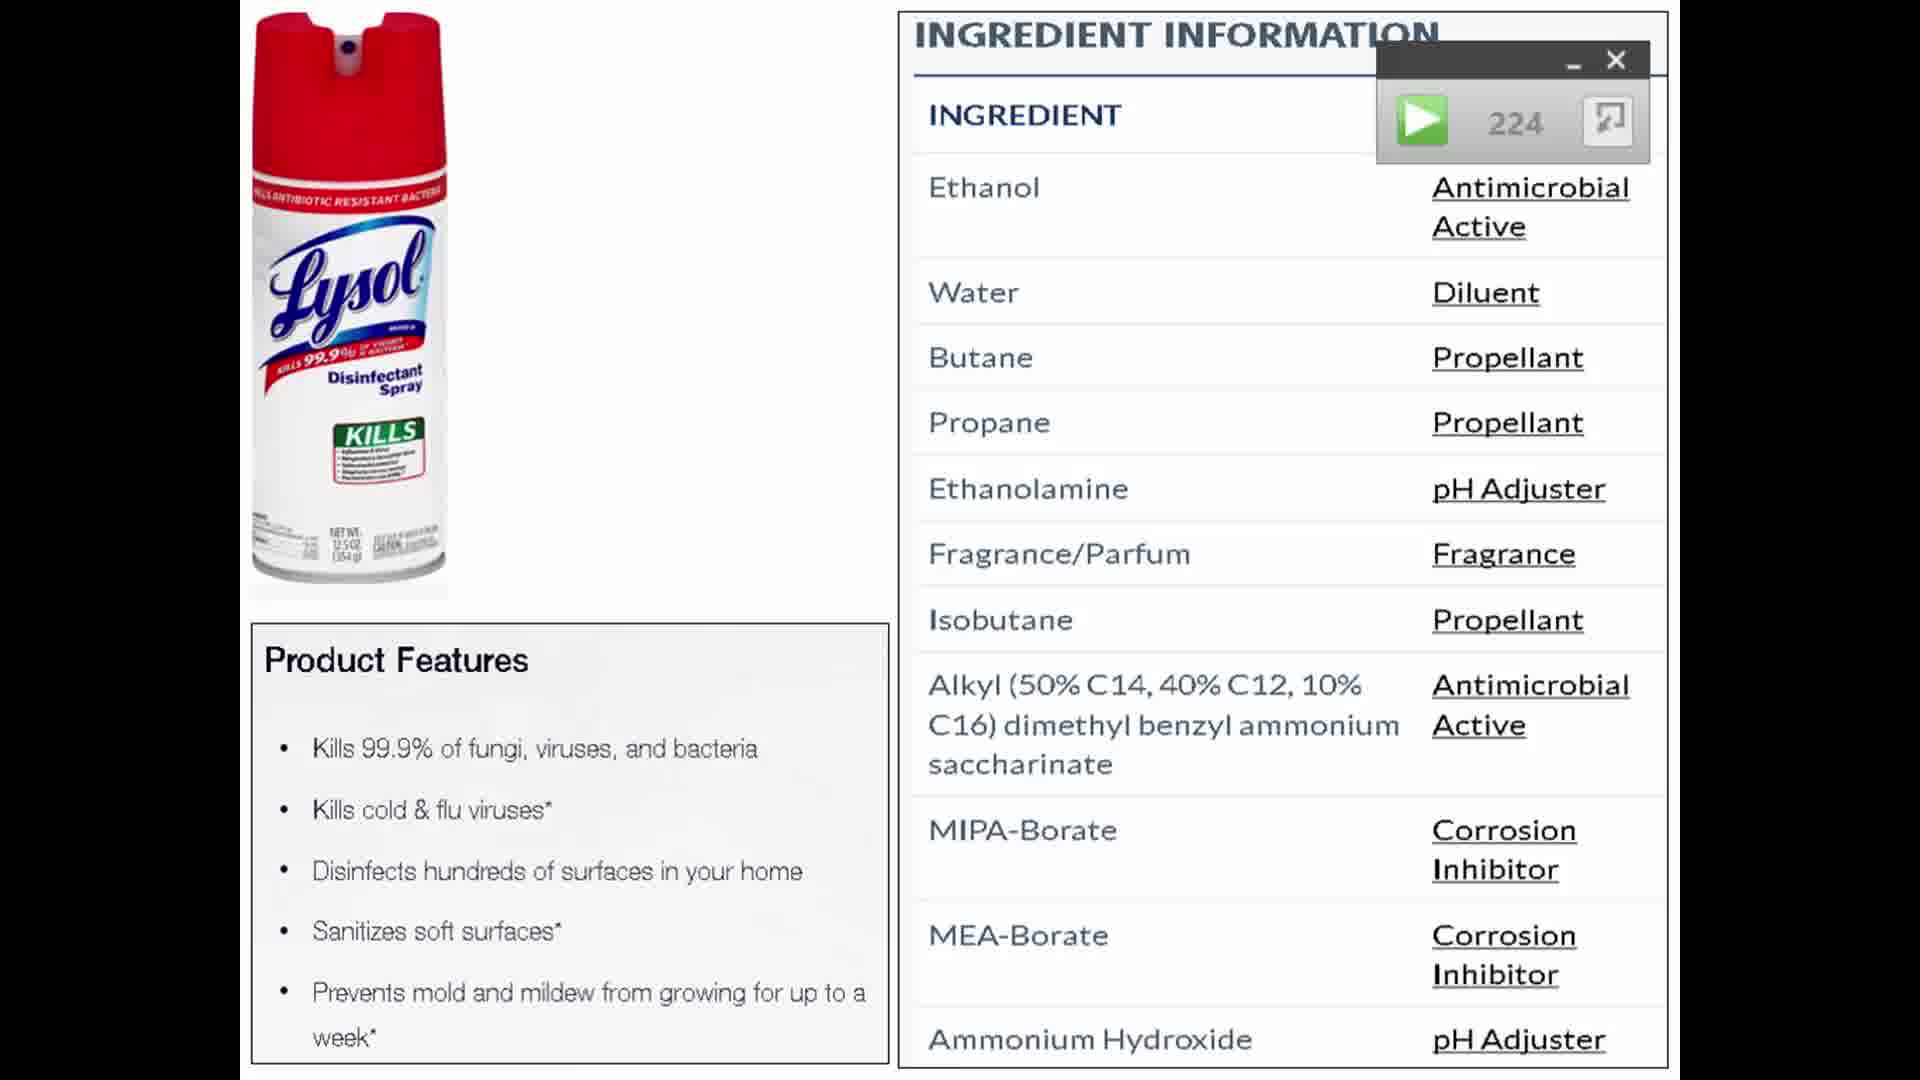 KILLS ANTIBIOTIC RESISTANT BACTERIA
Lysol
KILLS 99.9% OF VIRUSES & BACTERIA*
Disinfectant
Spray
KILLS
NET WT.
12.5 OZ.
(354 g)
Product Features
• Kills 99.9% of fungi, viruses, and bacteria
• Kills cold & flu viruses*
• Disinfects hundreds of surfaces in your home
• Sanitizes soft surfaces*
• Prevents mold and mildew from growing for up to a
week*
INGREDIENT INFORMATION
224
INGREDIENT
Ethanol Antimicrobial
Active
Water Diluent
Butane Propellant
Propane Propellant
Ethanolamine pH Adjuster
Fragrance/Parfum Fragrance
Isobutane Propellant
Alkyl (50% C14, 40% C12, 10% Antimicrobial
C16) dimethyl benzyl ammonium Active
saccharinate
MIPA-Borate Corrosion
Inhibitor
MEA-Borate Corrosion
Inhibitor
Ammonium Hydroxide pH Adjuster